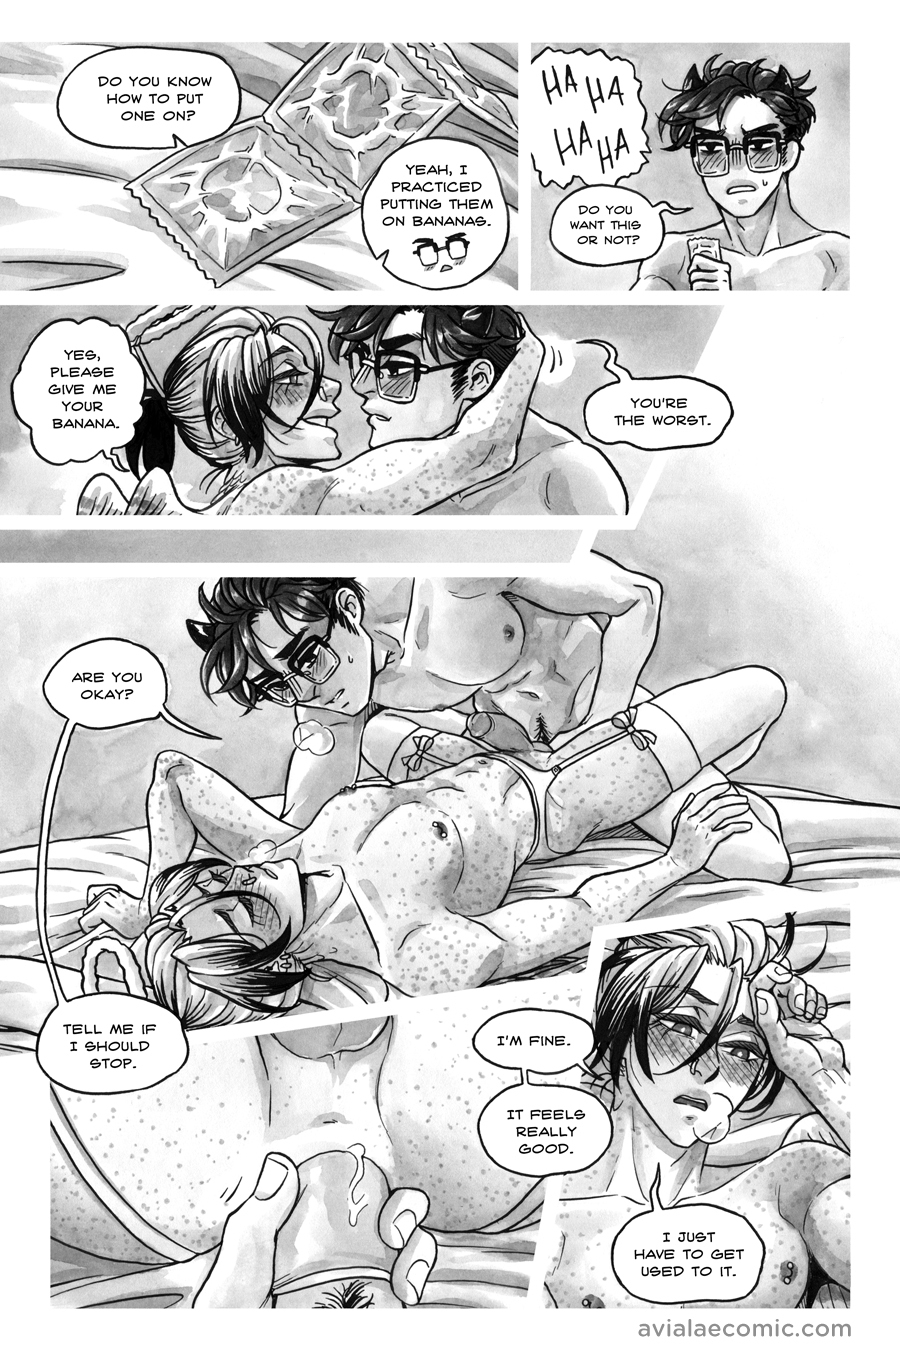 DO YOU KNOW
HOW TO PUT
ONE ON?
YEAH, I
PRACTICED
PUTTING THEM
ON BANANAS.
HA HA
HA HA
DO YOU
WANT THIS
OR NOT?
YES,
PLEASE
GIVE ME
YOUR
BANANA.
YOU'RE
THE WORST.
ARE YOU
OKAY?
TELL ME IF
I SHOULD
STOP.
I'M FINE.
IT FEELS
REALLY
GOOD.
I JUST
HAVE TO GET
USED TO IT.
avialaecomic.com